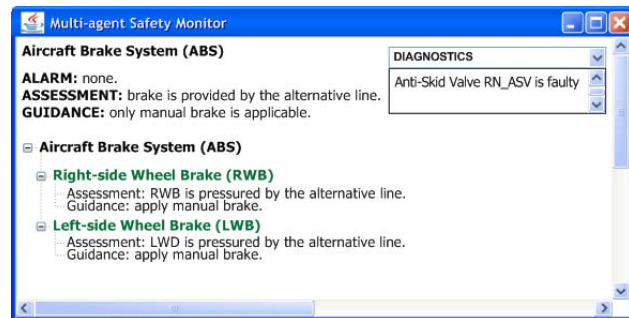 Multi-agent Safety Monitor
Aircraft Brake System (ABS)
DIAGNOSTICS
ALARM: none.
Anti-Skid Valve RN_ASV is faulty
ASSESSMENT: brake is provided by the alternative line.
GUIDANCE: only manual brake is applicable.
Aircraft Brake System (ABS)
Right-side Wheel Brake (RWB)
Assessment: RWB is pressured by the alternative line.
Guidance: apply manual brake.
Left-side Wheel Brake (LWB)
Assessment: LWD is pressured by the alternative line.
Guidance: apply manual brake.